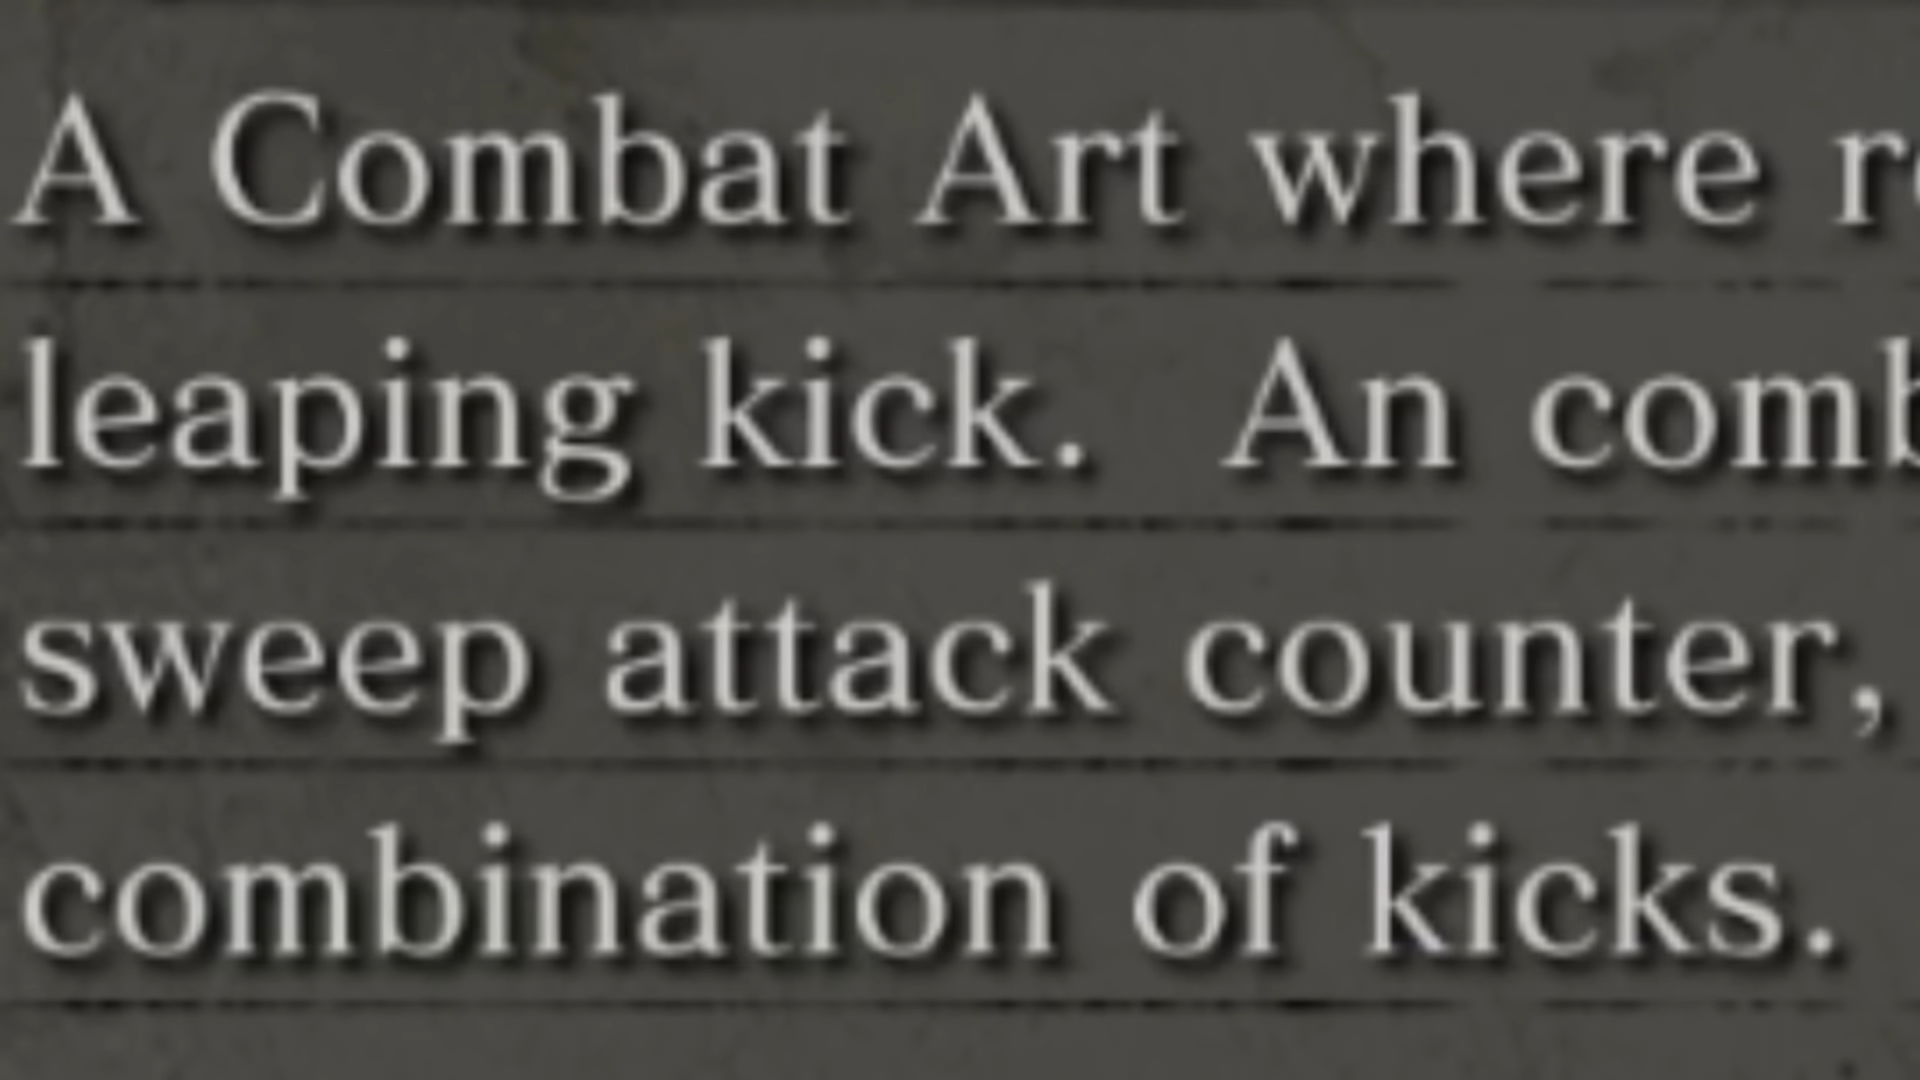 A Combat Art where
leaping kick. An
sweep attack counter,
combination of kicks.